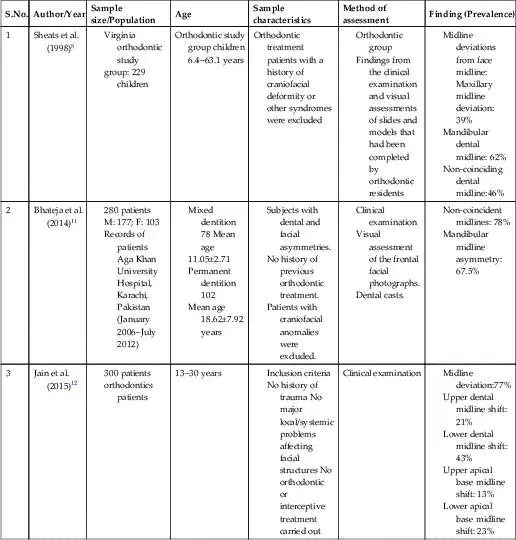 S.No. Author/Year Sample size/Population Age Sample characteristics Method of assessment Finding (Prevalence)
1
Sheats et al.
(1998)⁸
Virginia
orthodontic
study
group: 229
children
Orthodontic study
group children
6.4–63.1 years
Orthodontic
treatment
patients with a
history of
craniofacial
deformity or
other syndromes
were excluded
Orthodontic
group
Findings from
the clinical
examination
and visual
assessments
of slides and
models that
had been
completed
by
orthodontic
residents
Midline
deviations
from face
midline:
Maxillary
midline
deviation:
39%
Mandibular
dental
midline: 62%
Non-coinciding
dental
midline:46%
2
Bhateja et al.
(2014)¹¹
280 patients
M: 177; F: 103
Records of
patients
Aga Khan
University
Hospital,
Karachi,
Pakistan
(January
2006–July
2012)
Mixed
dentition
78 Mean
age
11.05±2.71
Permanent
dentition
102
Mean age
18.62±7.92
years
Subjects with
dental and
facial
asymmetries.
No history of
previous
orthodontic
treatment.
Patients with
craniofacial
anomalies
were
excluded.
Clinical
examination
Visual
assessment
of the frontal
facial
photographs.
Dental casts.
Non-coincident
midlines: 78%
Mandibular
midline
asymmetry:
67.5%
3
Jain et al.
(2015)¹²
300 patients
orthodontics
patients
13–30 years
Inclusion criteria
No history of
trauma No
major
local/systemic
problems
affecting
facial
structures No
orthodontic
or
interceptive
treatment
carried out
Clinical examination
Midline
deviation:77%
Upper dental
midline shift:
21%
Lower dental
midline shift:
43%
Upper apical
base midline
shift: 13%
Lower apical
base midline
shift: 23%